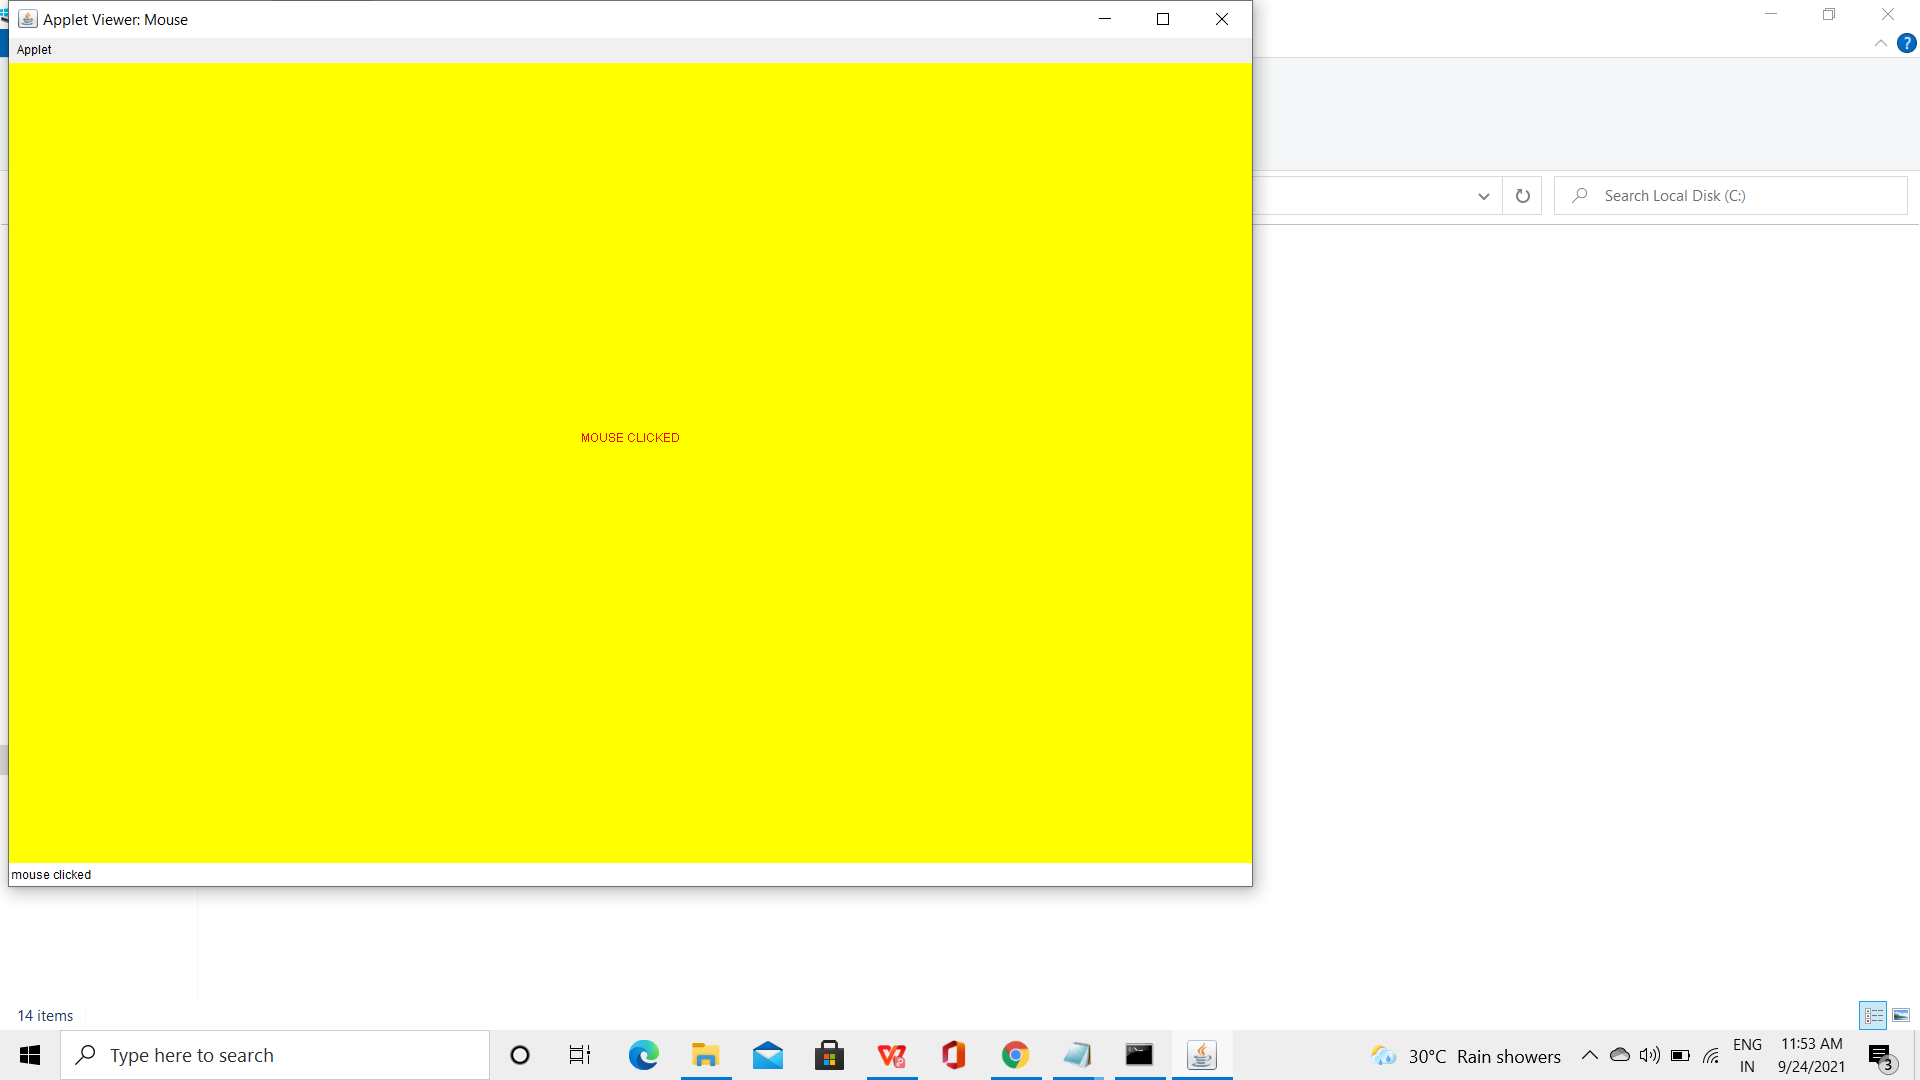 Applet Viewer: Mouse
Applet
Search Local Disk (C:)
MOUSE CLICKED
mouse clicked
14 items
Type here to search
30°C Rain showers
ENG
IN
11:53 AM
9/24/2021
3